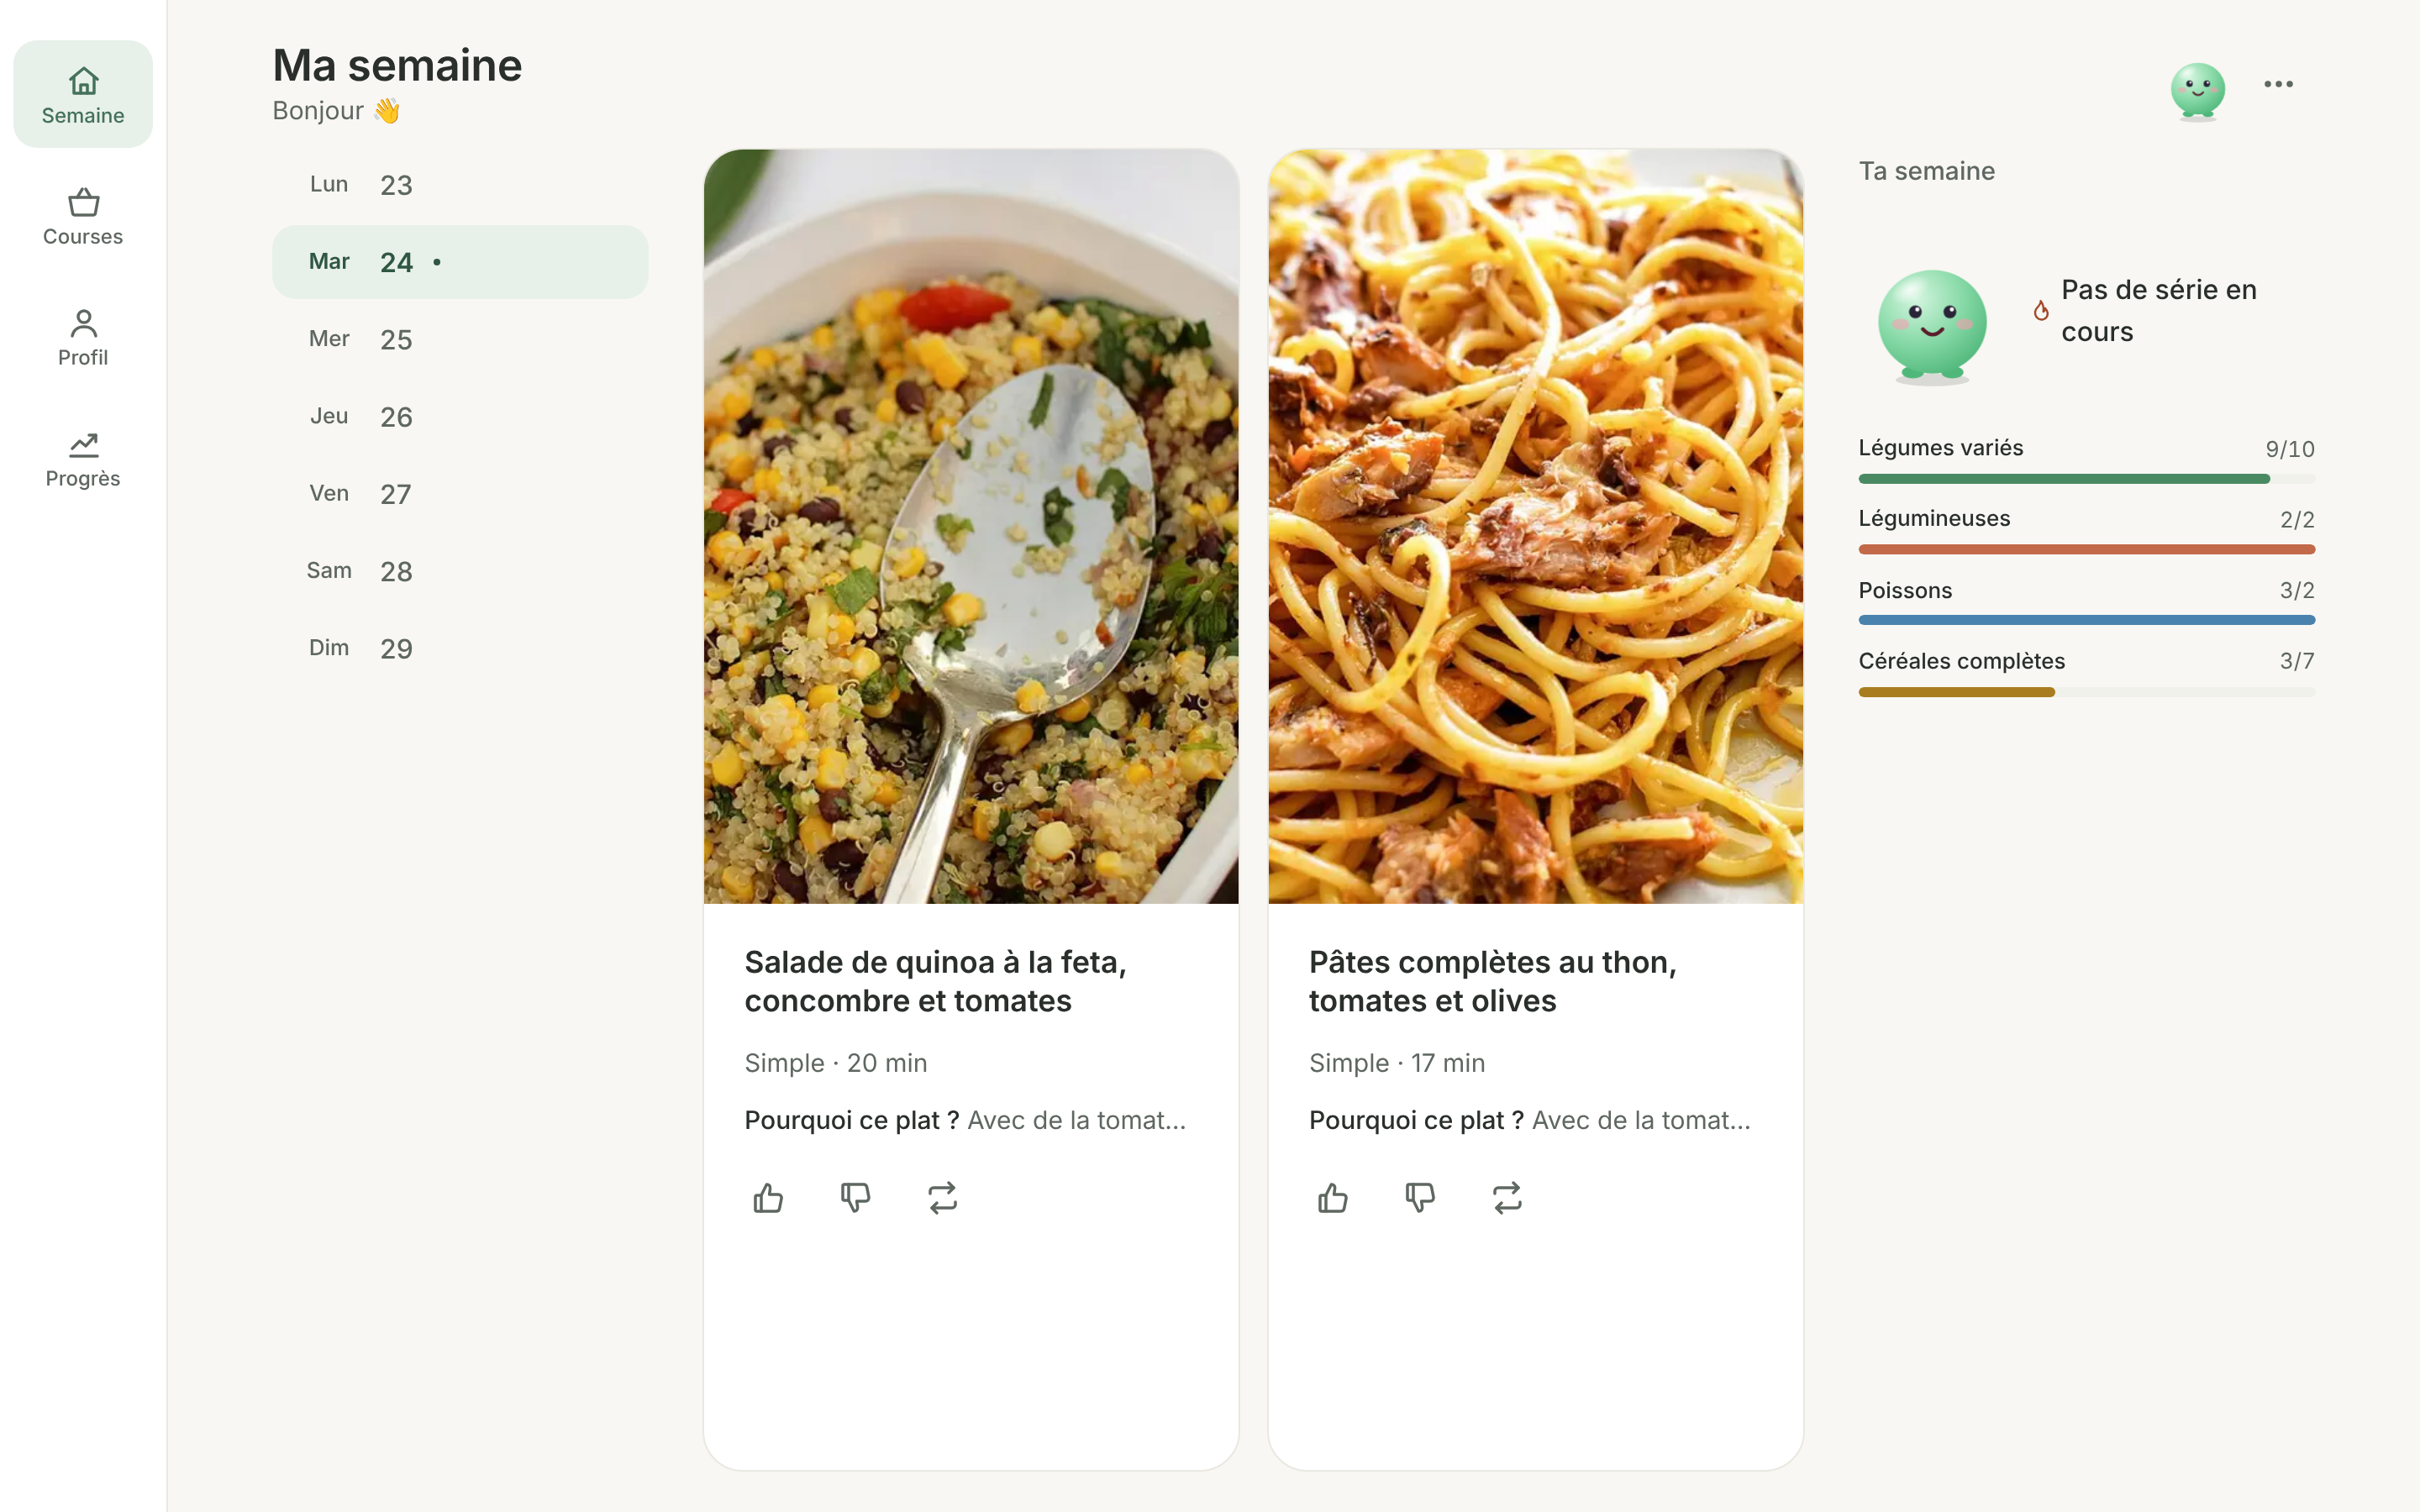 Semaine
Courses
Profil
Progrès
Ma semaine
Bonjour 👋
Lun 23
Mar 24 •
Mer 25
Jeu 26
Ven 27
Sam 28
Dim 29
Salade de quinoa à la feta,
concombre et tomates
Simple · 20 min
Pourquoi ce plat ? Avec de la tomat...
Pâtes complètes au thon,
tomates et olives
Simple · 17 min
Pourquoi ce plat ? Avec de la tomat...
Ta semaine
Pas de série en
cours
Légumes variés 9/10
Légumineuses 2/2
Poissons 3/2
Céréales complètes 3/7